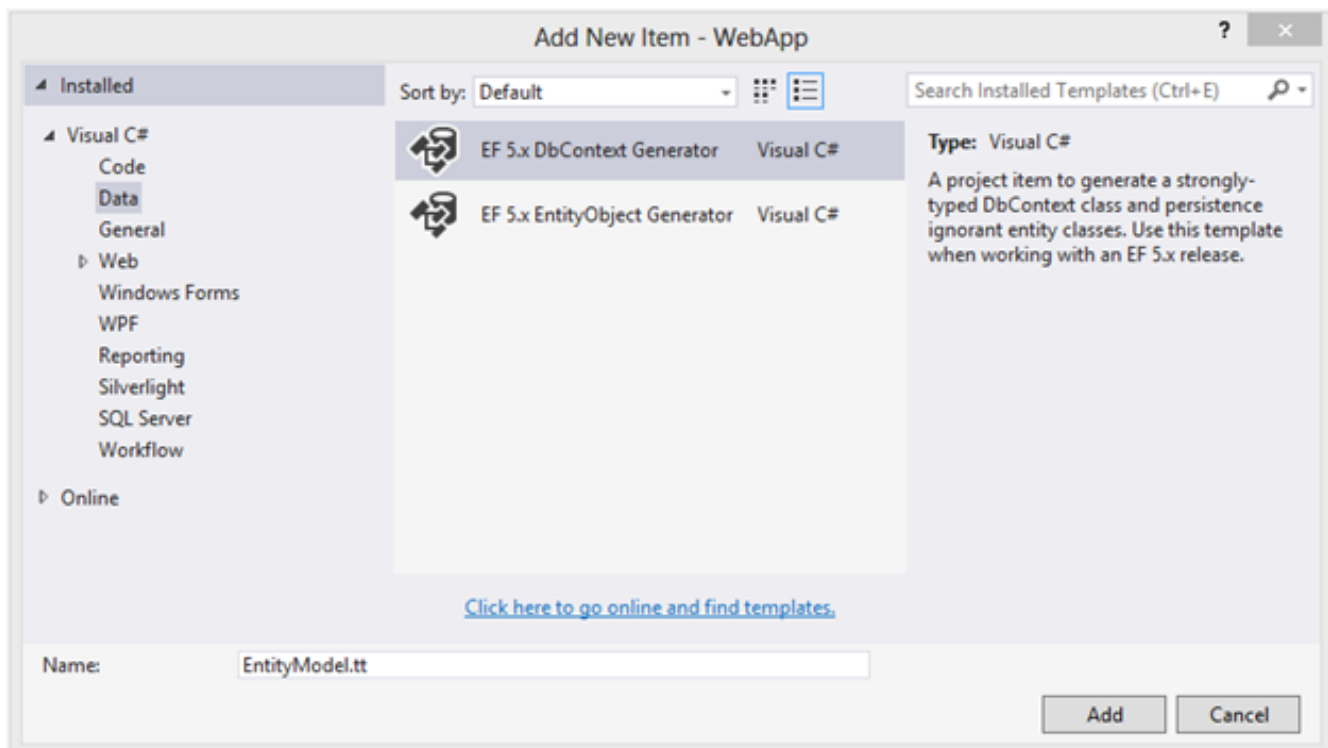 Add New Item - WebApp
?
Installed
Sort by: Default
Search Installed Templates (Ctrl+E)
Visual C#
Code
Data
General
Web
Windows Forms
WPF
Reporting
Silverlight
SQL Server
Workflow
Online
EF 5.x DbContext Generator Visual C#
EF 5.x EntityObject Generator Visual C#
Type: Visual C#
A project item to generate a strongly-
typed DbContext class and persistence
ignorant entity classes. Use this template
when working with an EF 5.x release.
Click here to go online and find templates.
Name: EntityModel.tt
Add Cancel